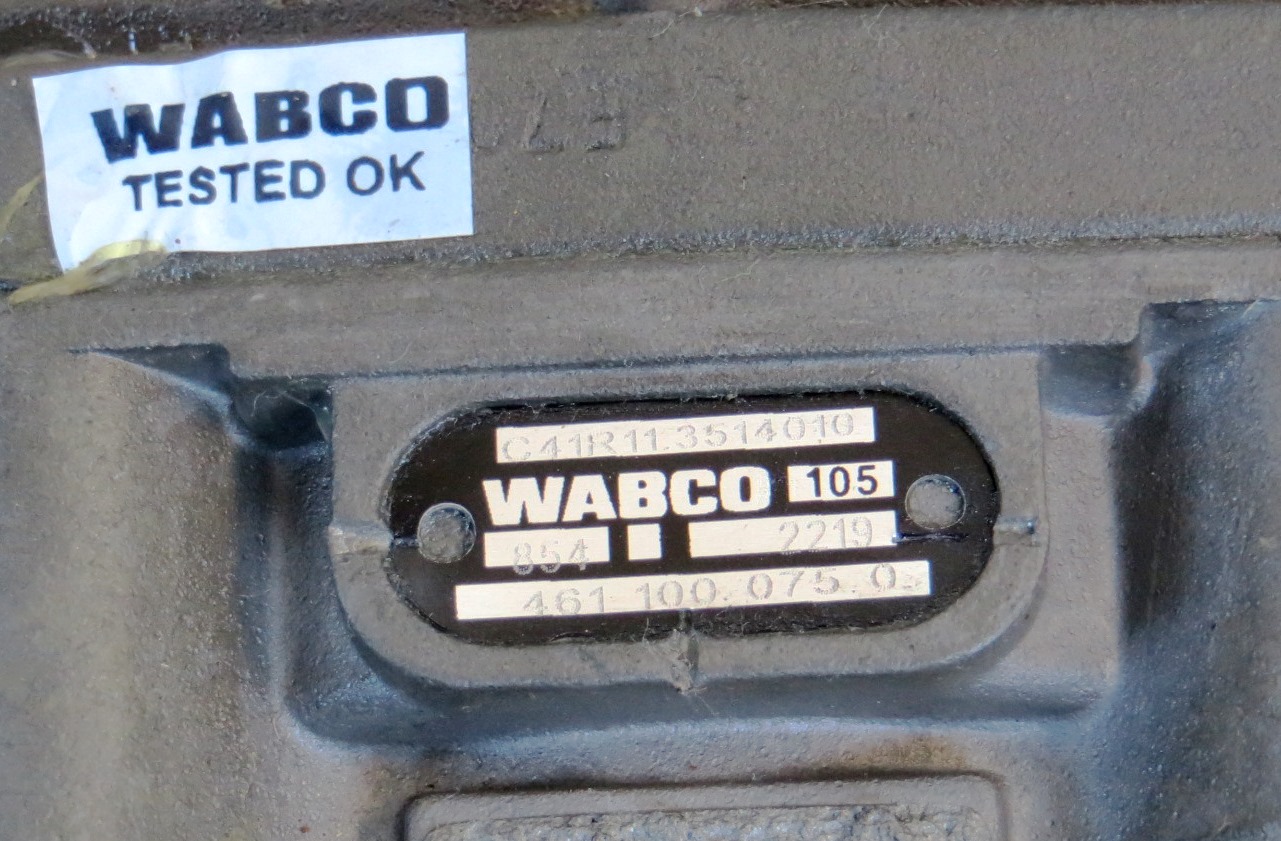 WABCO
TESTED OK
C41R11.3514010
WABCO 105
854 2219
461 100.075.0